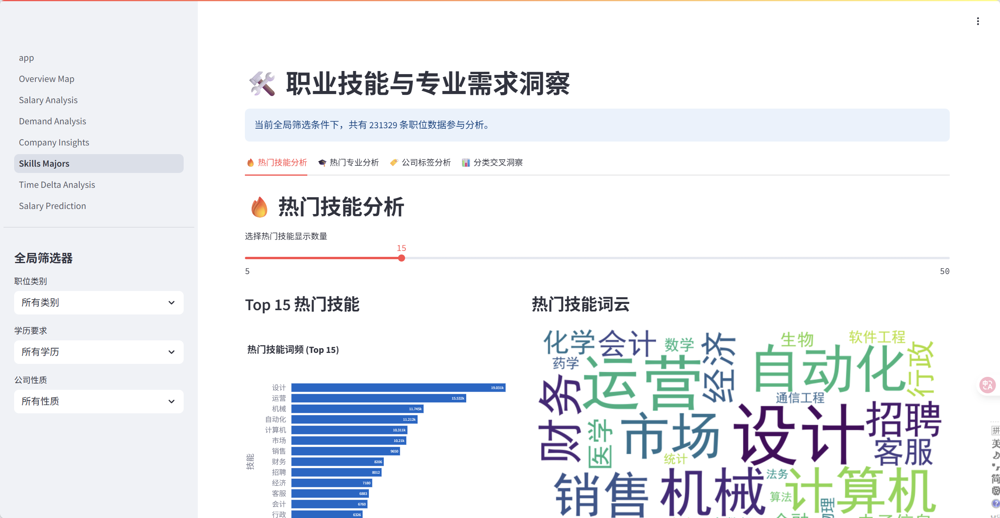 app
Overview Map
Salary Analysis
Demand Analysis
Company Insights
Skills Majors
Time Delta Analysis
Salary Prediction
全局筛选器
职位类别
所有类别
学历要求
所有学历
公司性质
所有性质
职业技能与专业需求洞察
当前全局筛选条件下，共有 231329 条职位数据参与分析。
热门技能分析 热门专业分析 公司标签分析 分类交叉洞察
热门技能分析
选择热门技能显示数量
15
5 50
Top 15 热门技能
热门技能词频 (Top 15)
技能
设计 19.031k
运营 15.532k
机械 11.745k
自动化 11.212k
计算机 10.311k
市场 10.21k
销售 9650
财务 8206
招聘 8012
经济 7180
客服 6883
会计 6760
行政 6326
热门技能词云
化学
会计
数学
经济
生物
软件工程
药学
运营
自动化
行政
财务
通信工程
医学
市场
设计
招聘
客服
统计
销售
机械
法务
计算机
算法
物理
中A
拼
英
简